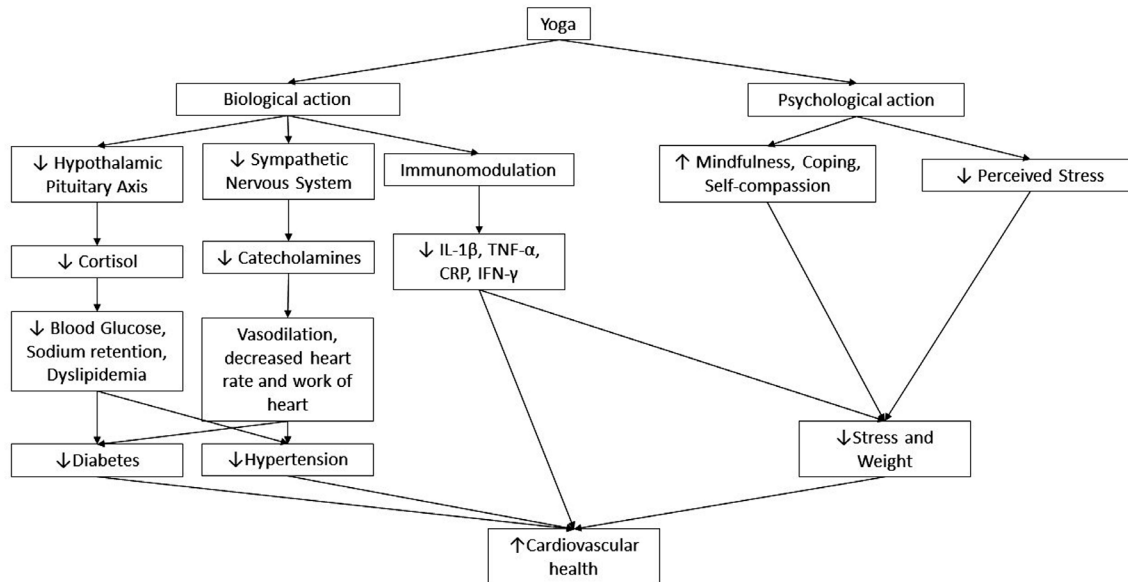 Yoga
Biological action
Psychological action
↓ Hypothalamic
Pituitary Axis
↓ Sympathetic
Nervous System
Immunomodulation
↑ Mindfulness, Coping,
Self-compassion
↓ Perceived Stress
↓ Cortisol
↓ Catecholamines
↓ IL-1β, TNF-α,
CRP, IFN-γ
↓ Blood Glucose,
Sodium retention,
Dyslipidemia
Vasodilation,
decreased heart
rate and work of
heart
↓Diabetes
↓Hypertension
↓Stress and
Weight
↑Cardiovascular
health